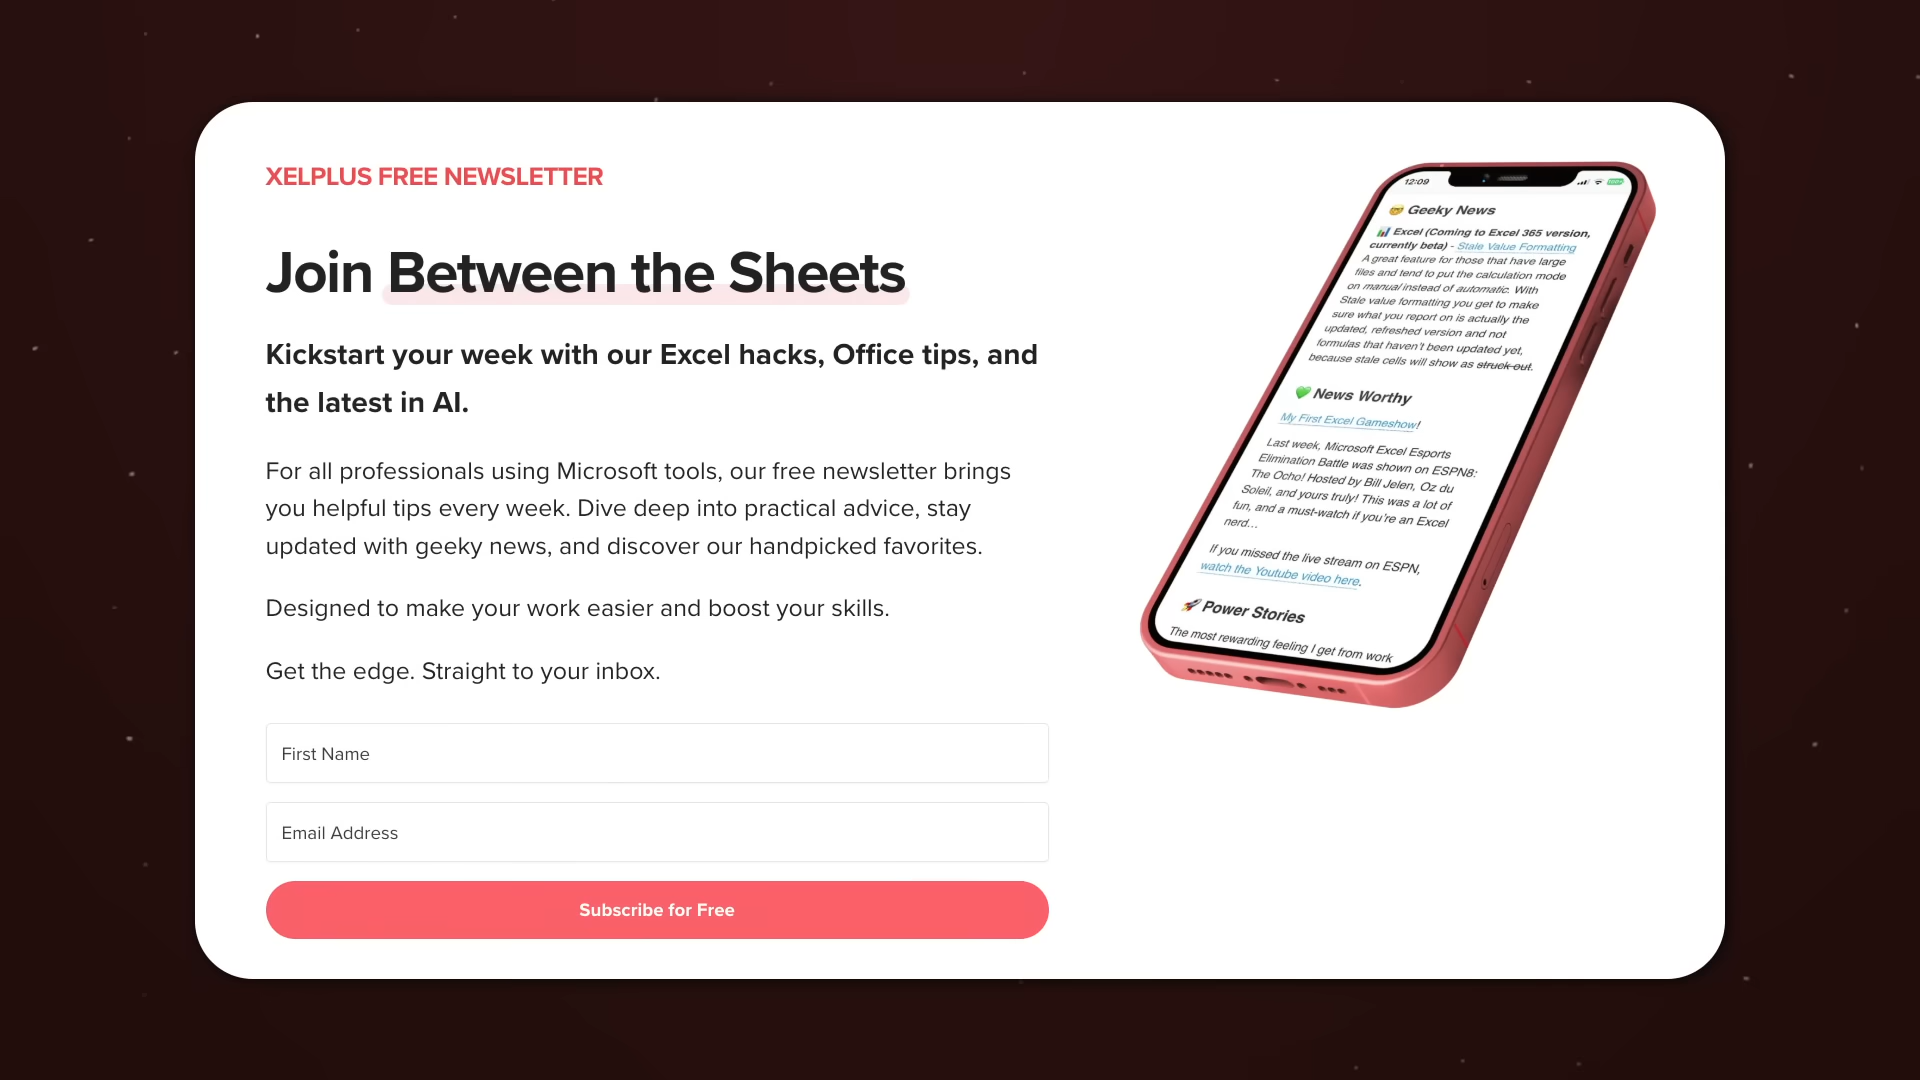 XELPLUS FREE NEWSLETTER
Join Between the Sheets
Kickstart your week with our Excel hacks, Office tips, and
the latest in AI.
For all professionals using Microsoft tools, our free newsletter brings
you helpful tips every week. Dive deep into practical advice, stay
updated with geeky news, and discover our handpicked favorites.
Designed to make your work easier and boost your skills.
Get the edge. Straight to your inbox.
First Name
Email Address
Subscribe for Free
12:09
🤓 Geeky News
📊 Excel (Coming to Excel 365 version,
currently beta) - Stale Value Formatting
A great feature for those that have large
files and tend to put the calculation mode
on manual instead of automatic. With
Stale value formatting you get to make
sure what you report on is actually the
updated, refreshed version and not
formulas that haven't been updated yet,
because stale cells will show as struck out.
💚 News Worthy
My First Excel Gameshow!
Last week, Microsoft Excel Esports
Elimination Battle was shown on ESPN8:
The Ocho! Hosted by Bill Jelen, Oz du
Soleil, and yours truly! This was a lot of
fun, and a must-watch if you're an Excel
nerd...
If you missed the live stream on ESPN,
watch the Youtube video here.
🚀 Power Stories
The most rewarding feeling I get from work